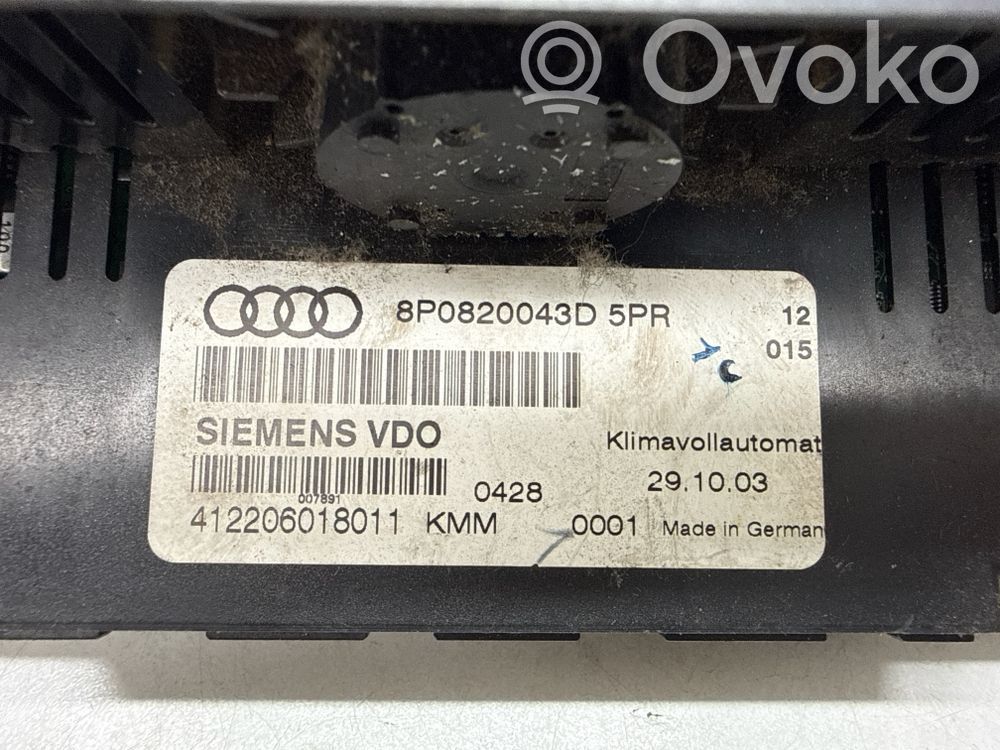 Ovoko
8P0820043D 5PR 12
015
SIEMENS VDO
Klimavollautomat
007891
0428
29.10.03
412206018011 KMM 0001 Made in German